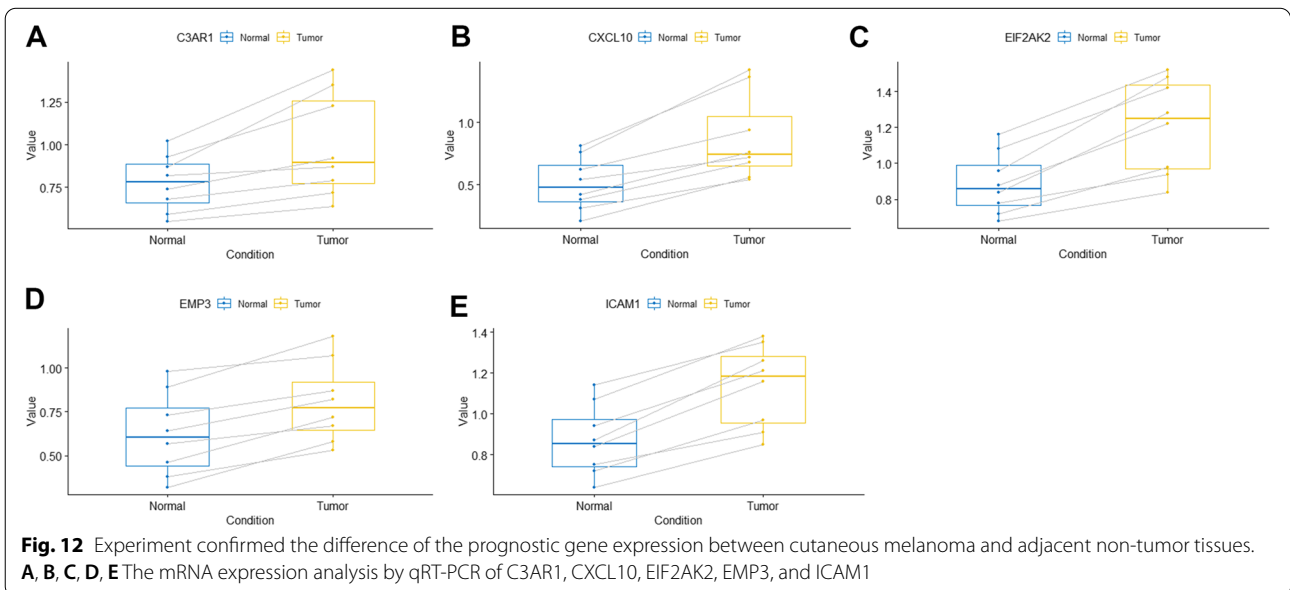 A
C3AR1 Normal Tumor
1.25
1.00
0.75
Value
Normal Tumor
Condition
B
CXCL10 Normal Tumor
1.0
0.5
Value
Normal Tumor
Condition
C
EIF2AK2 Normal Tumor
1.4
1.2
1.0
0.8
Value
Normal Tumor
Condition
D
EMP3 Normal Tumor
1.00
0.75
0.50
Value
Normal Tumor
Condition
E
ICAM1 Normal Tumor
1.4
1.2
1.0
0.8
Value
Normal Tumor
Condition
Fig. 12 Experiment confirmed the difference of the prognostic gene expression between cutaneous melanoma and adjacent non-tumor tissues.
A, B, C, D, E The mRNA expression analysis by qRT-PCR of C3AR1, CXCL10, EIF2AK2, EMP3, and ICAM1